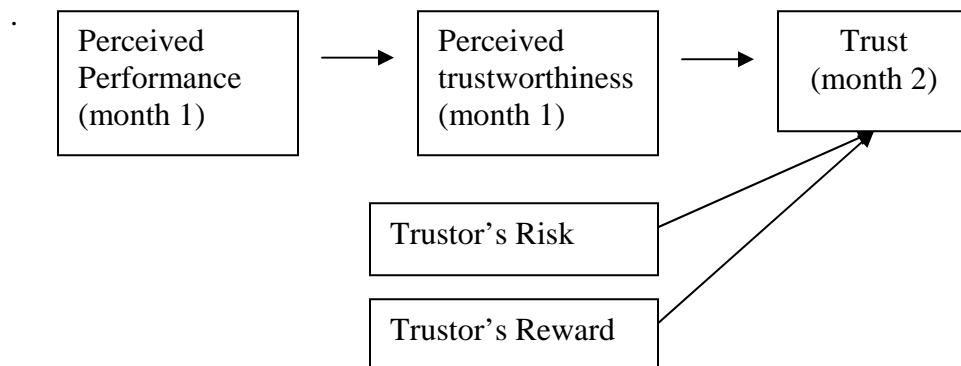 .
Perceived
Performance
(month 1)
Perceived
trustworthiness
(month 1)
Trust
(month 2)
Trustor’s Risk
Trustor’s Reward